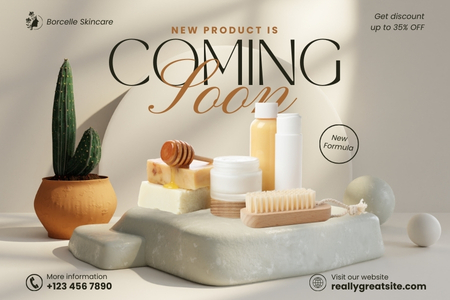 Borcelle Skincare
Get discount
up to 35% OFF
NEW PRODUCT IS
COMING
Soon
New
Formula
More information
+123 456 7890
Visit our website
reallygreatsite.com